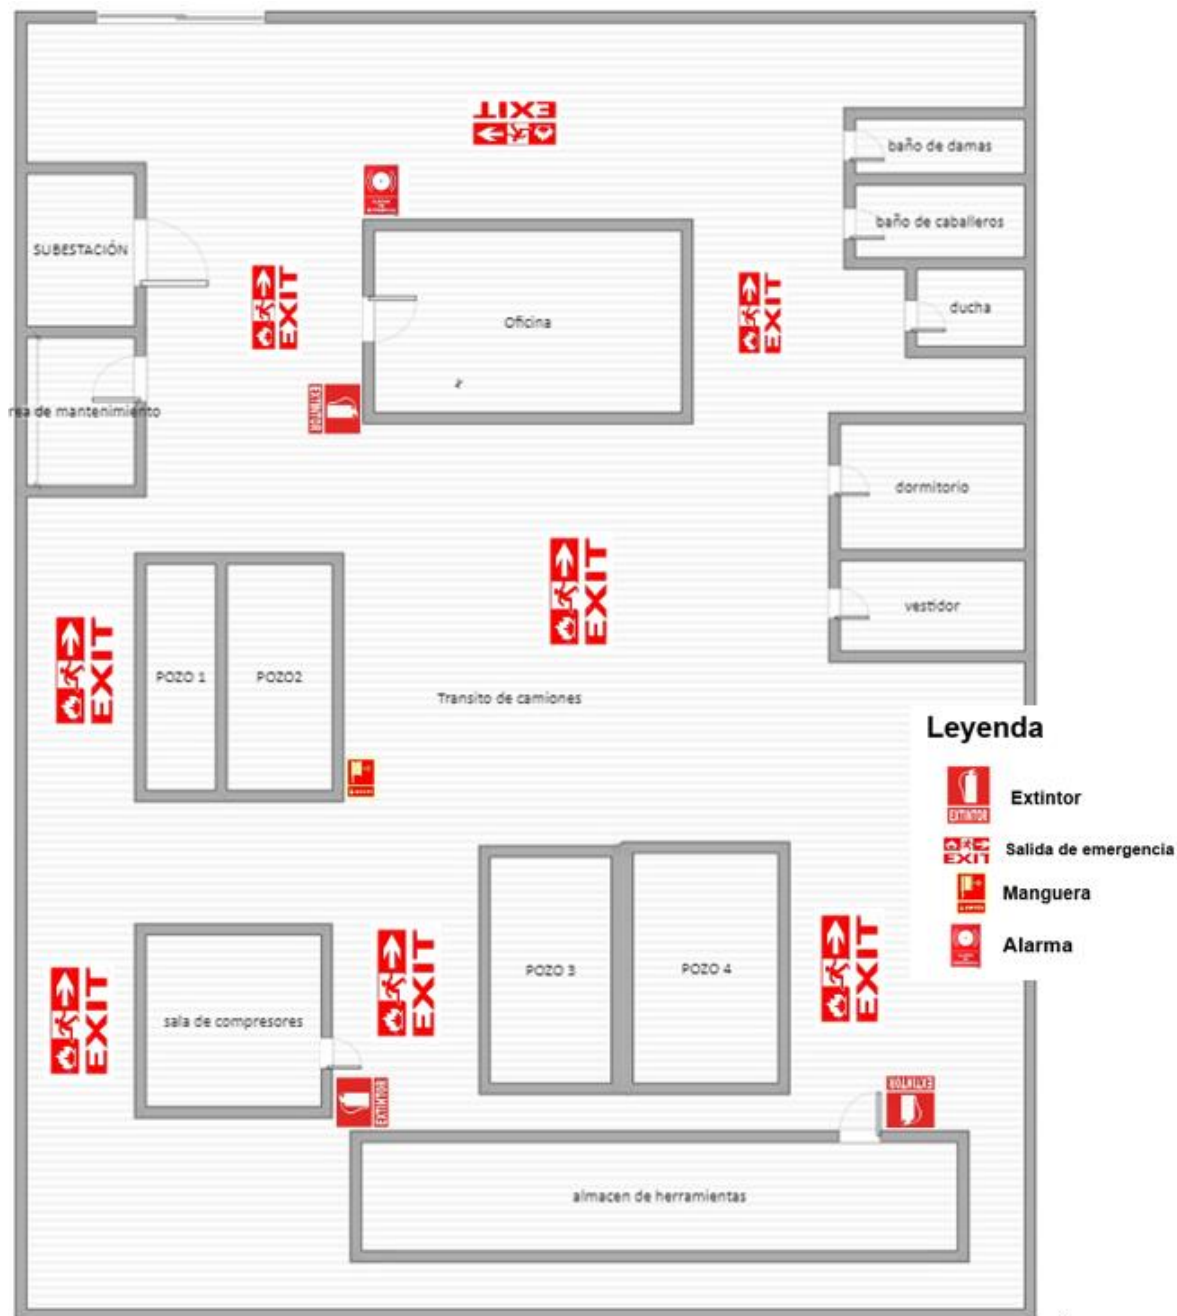 EXIT
baño de damas
baño de caballeros
SUBESTACIÓN
EXIT
Oficina
EXIT
ducha
EXTINTOR
rea de mantenimiento
dormitorio
EXIT
vestidor
EXIT
POZO 1
POZO2
Transito de camiones
Leyenda
EXTINTOR
Extintor
EXIT
Salida de emergencia
Manguera
Alarma
EXIT
EXIT
EXIT
POZO 3
POZO 4
sala de compresores
EXTINTOR
EXTINTOR
almacen de herramientas